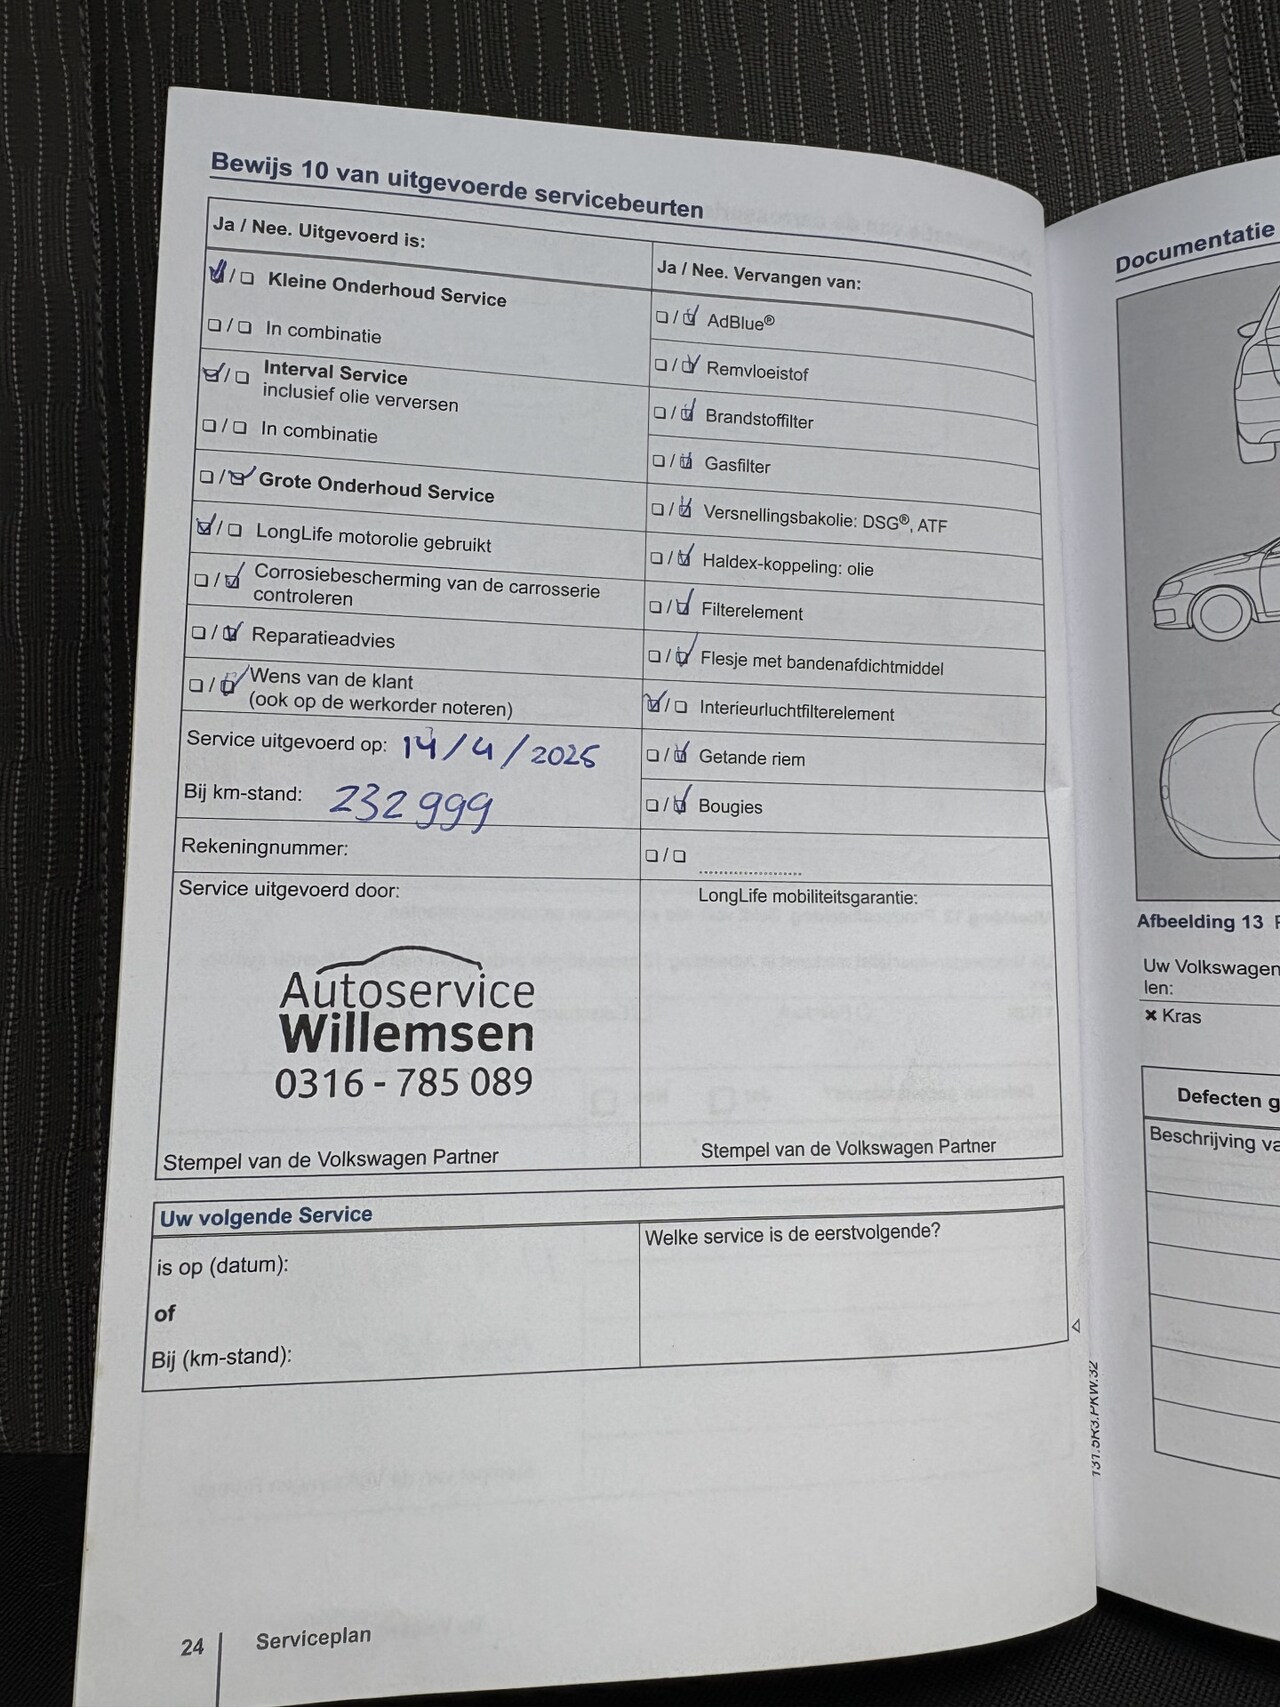 Bewijs 10 van uitgevoerde servicebeurten
Ja / Nee. Uitgevoerd is:
Kleine Onderhoud Service
In combinatie
Interval Service
inclusief olie verversen
In combinatie
Grote Onderhoud Service
LongLife motorolie gebruikt
Corrosiebescherming van de carrosserie
controleren
Reparatieadvies
Wens van de klant
(ook op de werkorder noteren)
Service uitgevoerd op: 14/4/2025
Bij km-stand: 232999
Rekeningnummer:
Service uitgevoerd door:
Autoservice
Willemsen
0316 - 785 089
Stempel van de Volkswagen Partner
Ja / Nee. Vervangen van:
AdBlue®
Remvloeistof
Brandstoffilter
Gasfilter
Versnellingsbakolie: DSG®, ATF
Haldex-koppeling: olie
Filterelement
Flesje met bandenafdichtmiddel
Interieurluchtfilterelement
Getande riem
Bougies
LongLife mobiliteitsgarantie:
Stempel van de Volkswagen Partner
Uw volgende Service
is op (datum):
of
Bij (km-stand):
Welke service is de eerstvolgende?
131.5R3.PKW.32
24
Serviceplan
Documentatie
Afbeelding 13
Uw Volkswagen
len:
× Kras
Defecten g
Beschrijving va